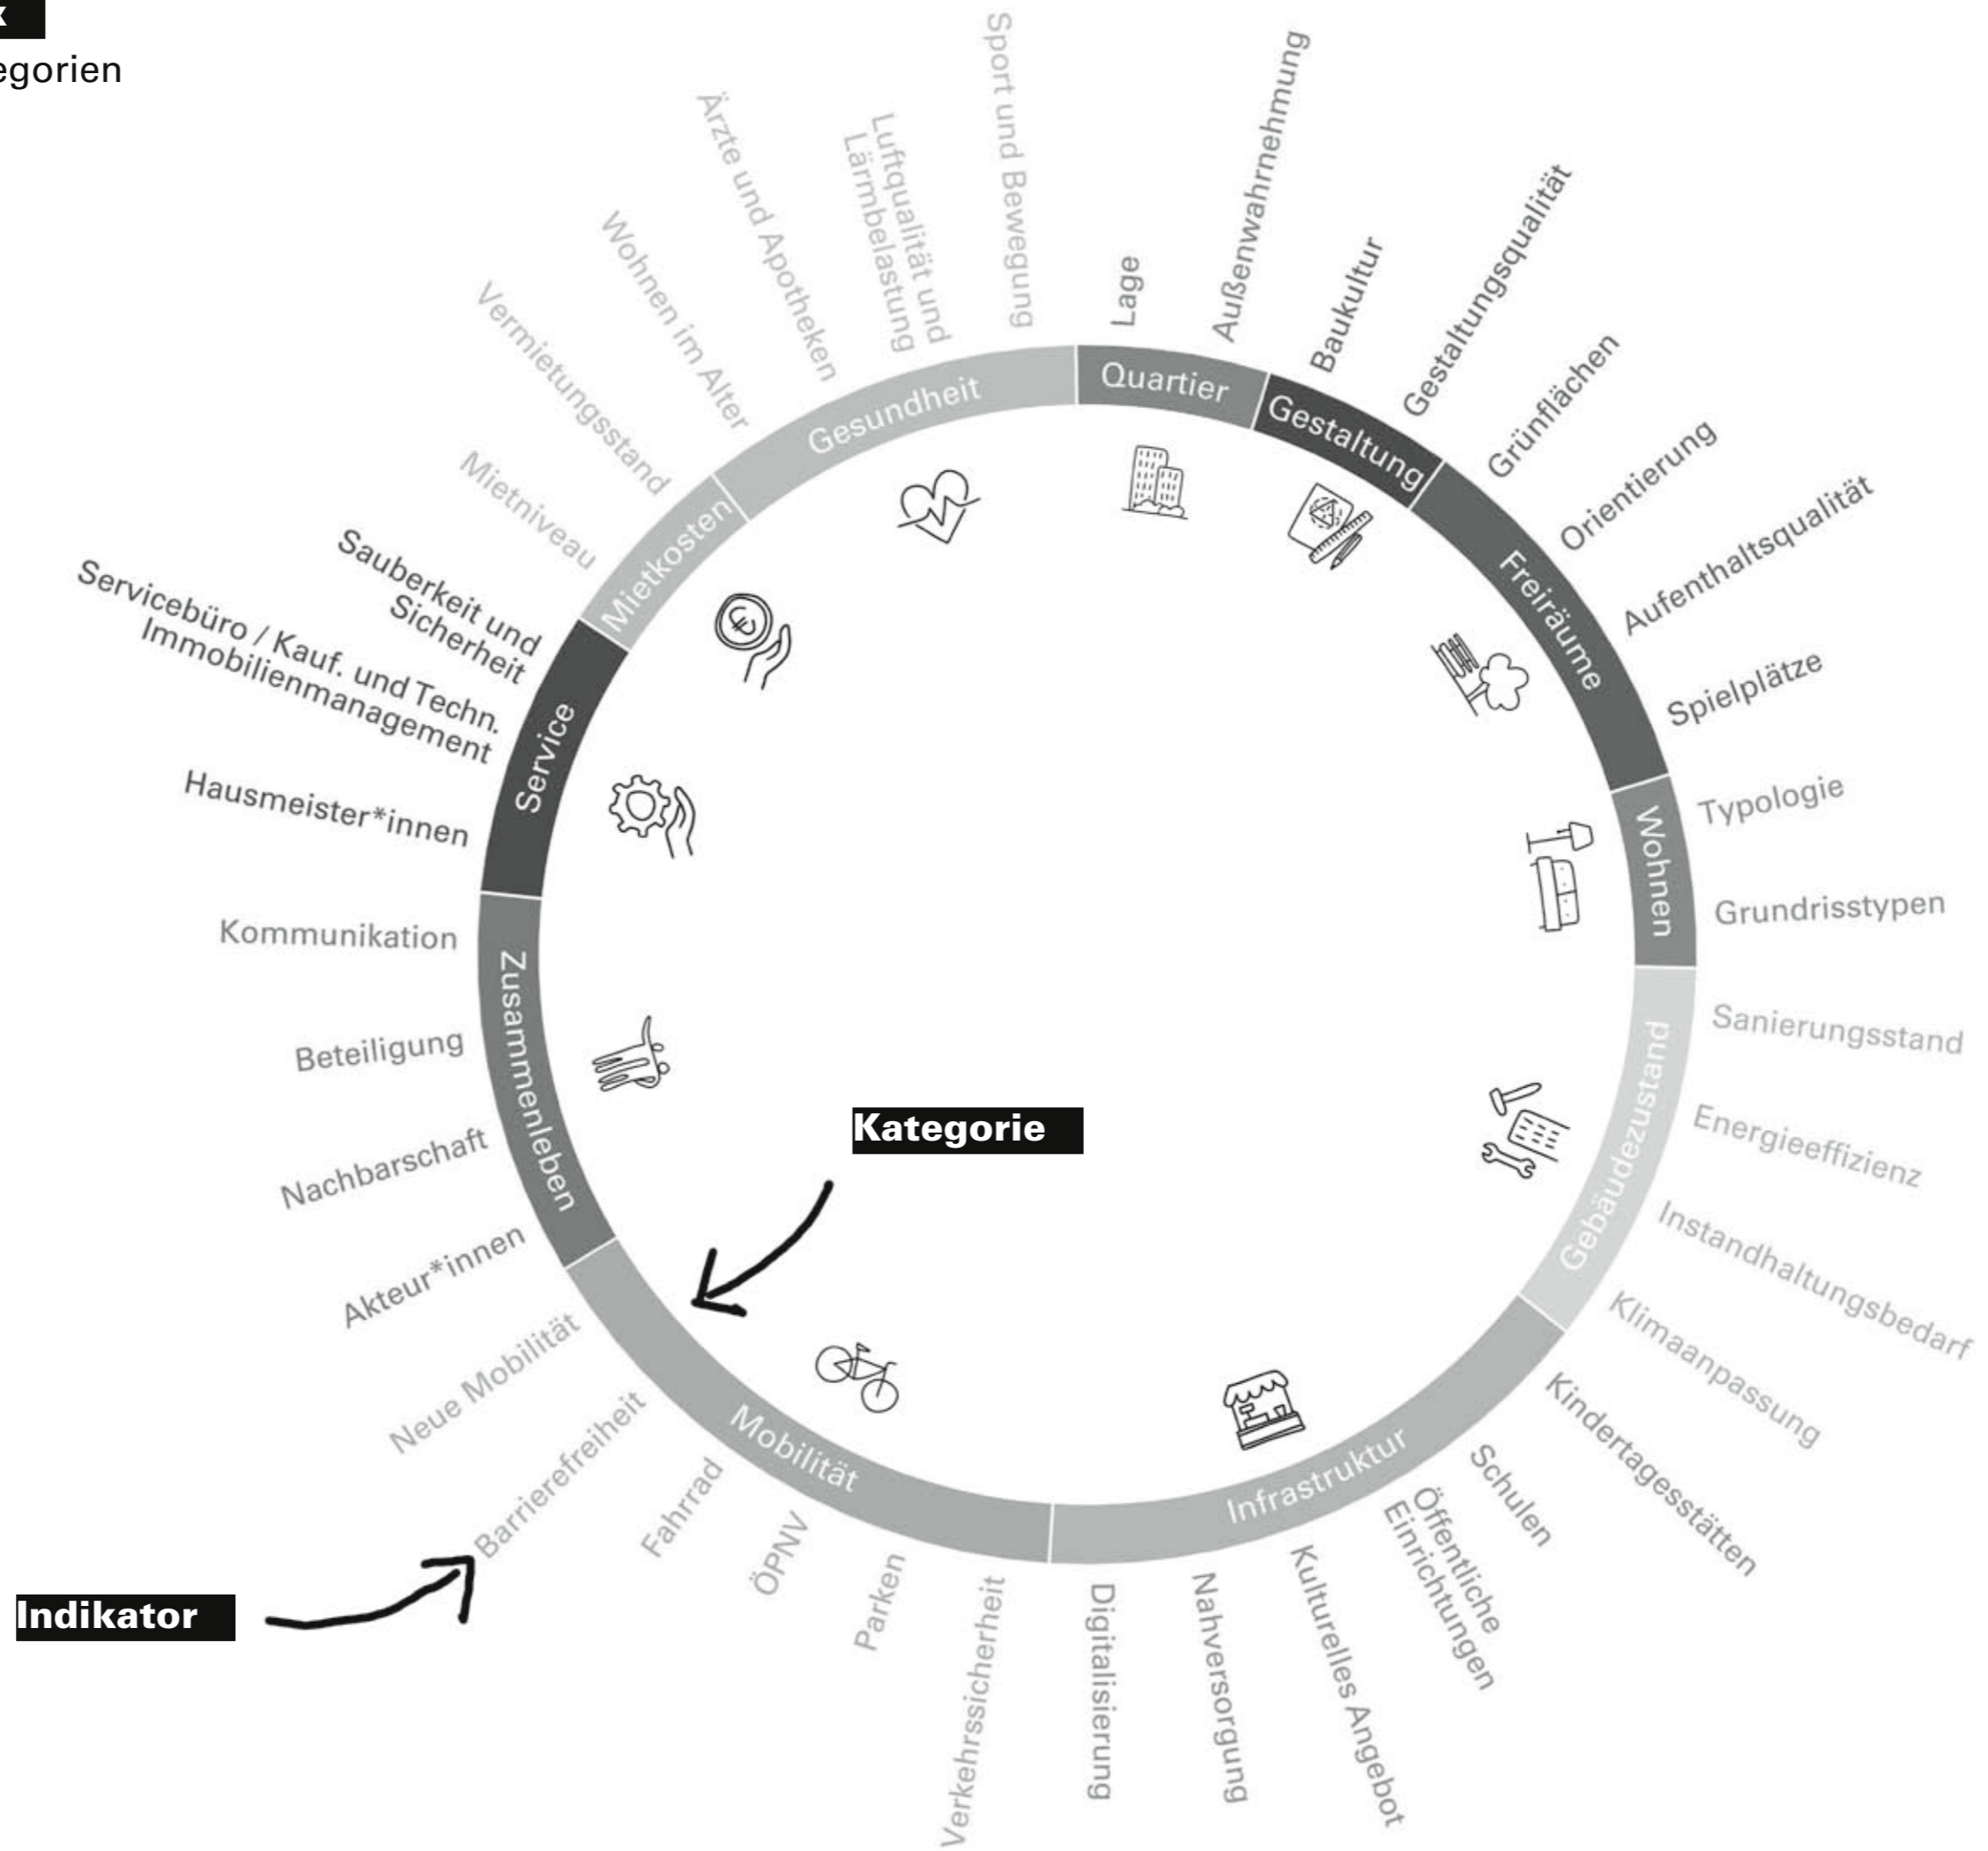 egorien
Quartier
Lage
Außenwahrnehmung
Gestaltung
Baukultur
Gestaltungsqualität
Freiräume
Grünflächen
Orientierung
Aufenthaltsqualität
Spielplätze
Wohnen
Typologie
Grundrisstypen
Gebäudezustand
Sanierungsstand
Energieeffizienz
Instandhaltungsbedarf
Klimaanpassung
Infrastruktur
Kindertagesstätten
Schulen
Öffentliche
Einrichtungen
Kulturelles Angebot
Nahversorgung
Digitalisierung
Mobilität
Verkehrssicherheit
Parken
ÖPNV
Fahrrad
Barrierefreiheit
Neue Mobilität
Zusammenleben
Akteur*innen
Nachbarschaft
Beteiligung
Kommunikation
Service
Hausmeister*innen
Servicebüro / Kauf. und Techn.
Immobilienmanagement
Sauberkeit und
Sicherheit
Mietkosten
Mietniveau
Vermietungsstand
Gesundheit
Wohnen im Alter
Ärzte und Apotheken
Luftqualität und
Lärmbelastung
Sport und Bewegung
Kategorie
Indikator